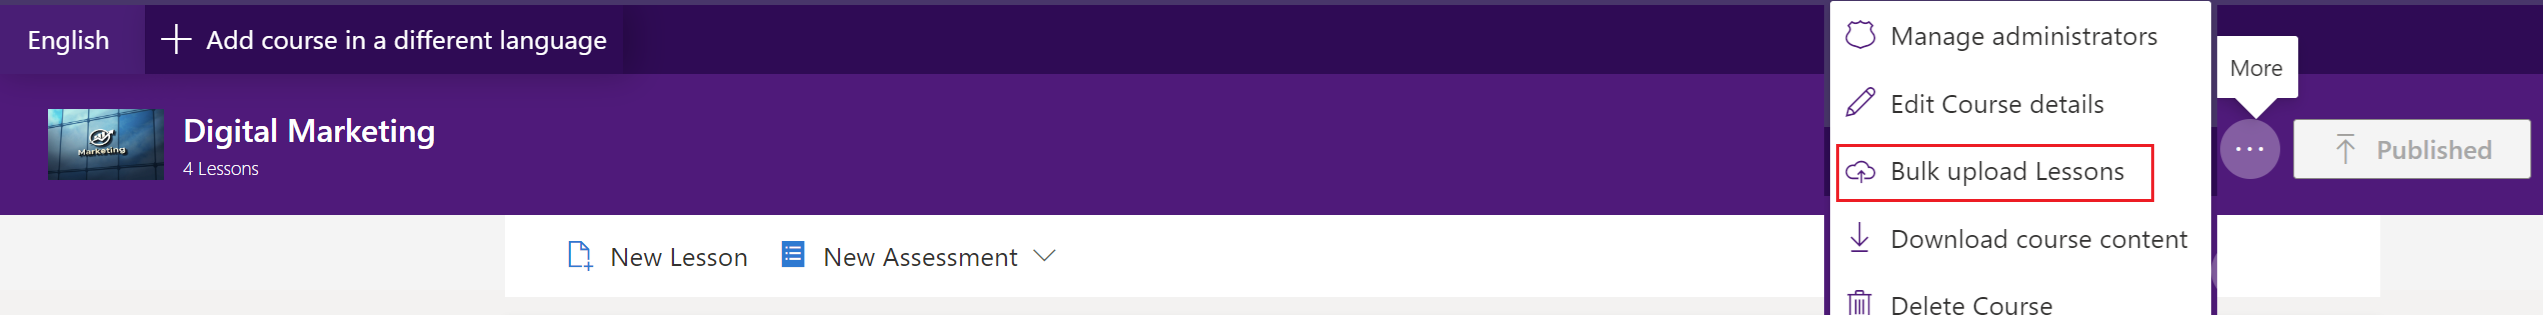 English
Add course in a different language
Manage administrators
More
Edit Course details
Marketing
Digital Marketing
4 Lessons
Published
Bulk upload Lessons
Download course content
New Lesson
New Assessment
Delete Course